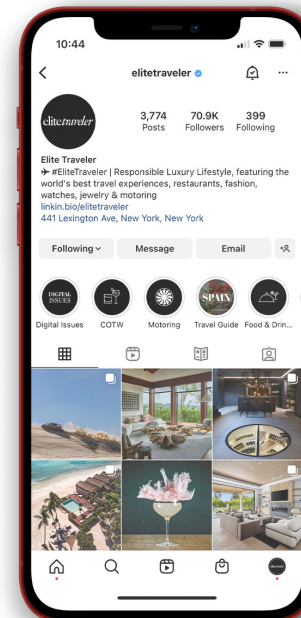 10:44
elitetraveler
elite traveler
3,774
70.9K
399
Posts
Followers
Following
Elite Traveler
✈ #EliteTraveler | Responsible Luxury Lifestyle, featuring the
world's best travel experiences, restaurants, fashion,
watches, jewelry & motoring
linkin.bio/elitetraveler
441 Lexington Ave, New York, New York
Following
Message
Email
DIGITAL
ISSUES
SPAIN
Digital Issues
COTW
Motoring
Travel Guide
Food & Drin...